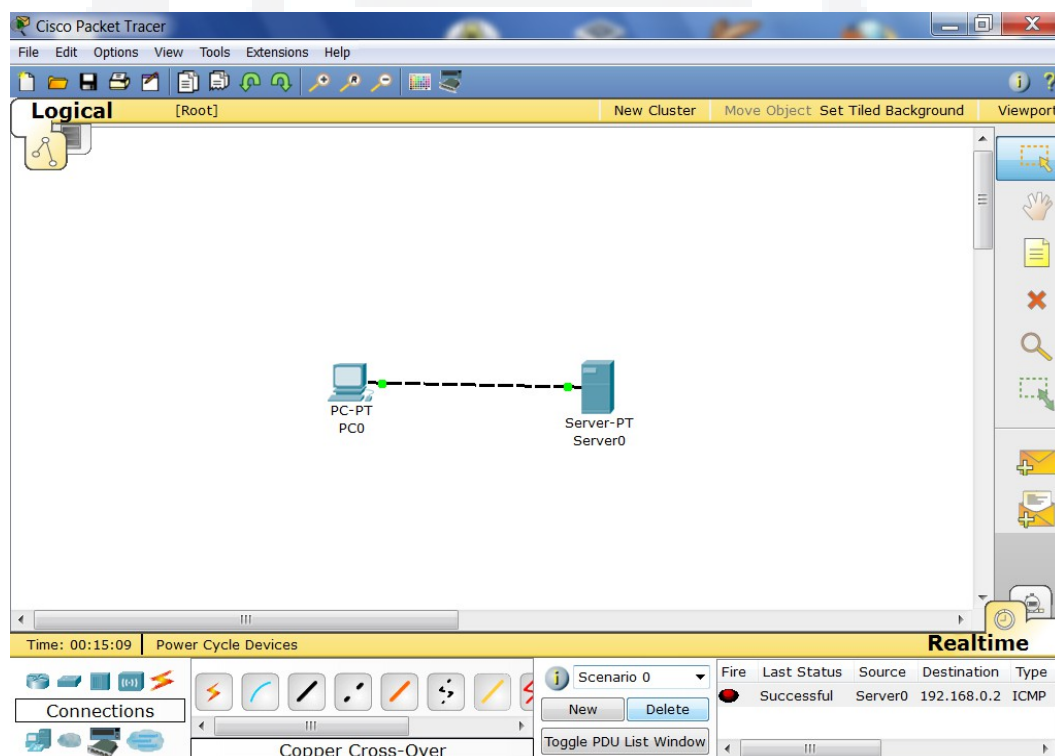 Cisco Packet Tracer
File Edit Options View Tools Extensions Help
Logical [Root] New Cluster Move Object Set Tiled Background Viewport
PC-PT
PC0
Server-PT
Server0
Time: 00:15:09 Power Cycle Devices Realtime
Connections
Copper Cross-Over
Scenario 0
New Delete
Toggle PDU List Window
Fire Last Status Source Destination Type
Successful Server0 192.168.0.2 ICMP